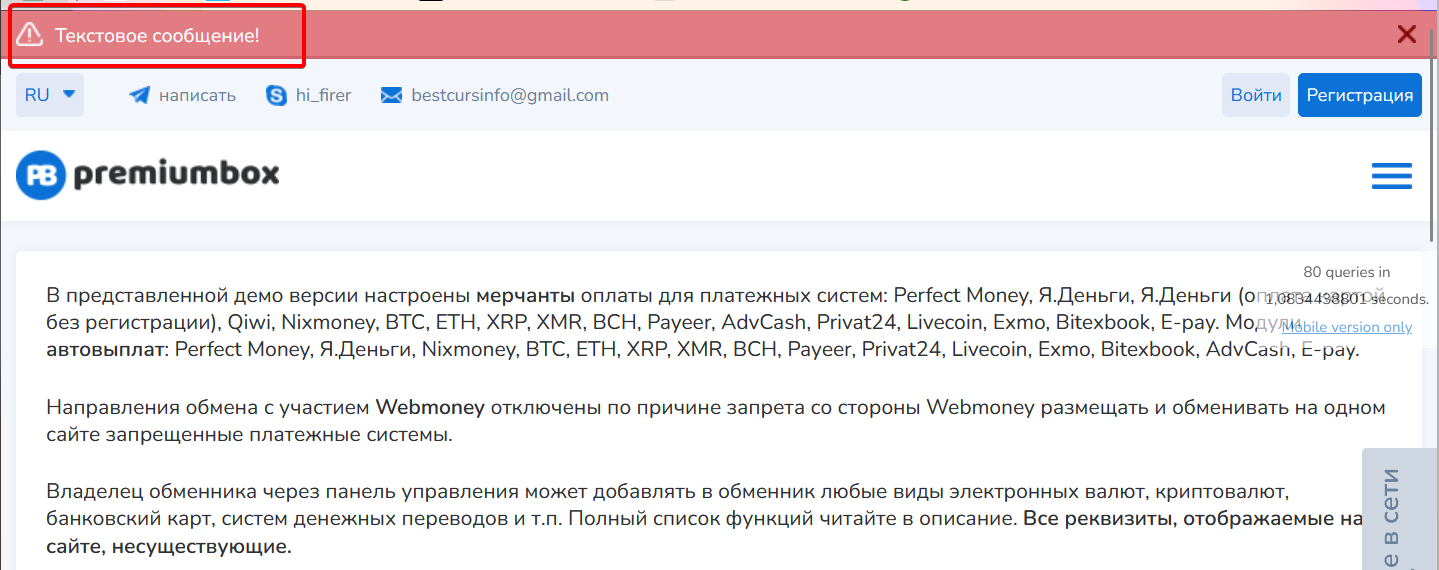 Текстовое сообщение!
RU написать hi_firer bestcursinfo@gmail.com Войти Регистрация
PB premiumbox
80 queries in
1,0834438801 seconds.
Mobile version only
В представленной демо версии настроены мерчанты оплаты для платежных систем: Perfect Money, Я.Деньги, Я.Деньги (оплата картой
без регистрации), Qiwi, Nixmoney, BTC, ETH, XRP, XMR, BCH, Payeer, AdvCash, Privat24, Livecoin, Exmo, Bitexbook, E-pay. Модули
автовыплат: Perfect Money, Я.Деньги, Nixmoney, BTC, ETH, XRP, XMR, BCH, Payeer, Privat24, Livecoin, Exmo, Bitexbook, AdvCash, E-pay.
Направления обмена с участием Webmoney отключены по причине запрета со стороны Webmoney размещать и обменивать на одном
сайте запрещенные платежные системы.
Владелец обменника через панель управления может добавлять в обменник любые виды электронных валют, криптовалют,
банковский карт, систем денежных переводов и т.п. Полный список функций читайте в описание. Все реквизиты, отображаемые на
сайте, несуществующие.
е в сети